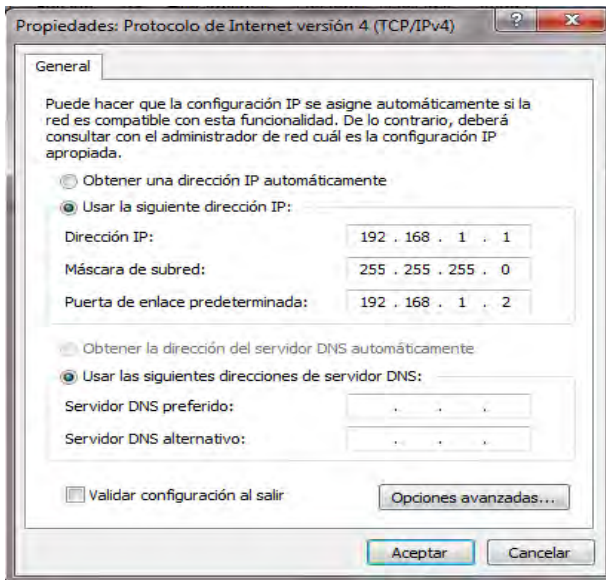 Propiedades: Protocolo de Internet versión 4 (TCP/IPv4)
General
Puede hacer que la configuración IP se asigne automáticamente si la
red es compatible con esta funcionalidad. De lo contrario, deberá
consultar con el administrador de red cuál es la configuración IP
apropiada.
Obtener una dirección IP automáticamente
Usar la siguiente dirección IP:
Dirección IP: 192 . 168 . 1 . 1
Máscara de subred: 255 . 255 . 255 . 0
Puerta de enlace predeterminada: 192 . 168 . 1 . 2
Obtener la dirección del servidor DNS automáticamente
Usar las siguientes direcciones de servidor DNS:
Servidor DNS preferido: . . .
Servidor DNS alternativo: . . .
Validar configuración al salir Opciones avanzadas...
Aceptar Cancelar